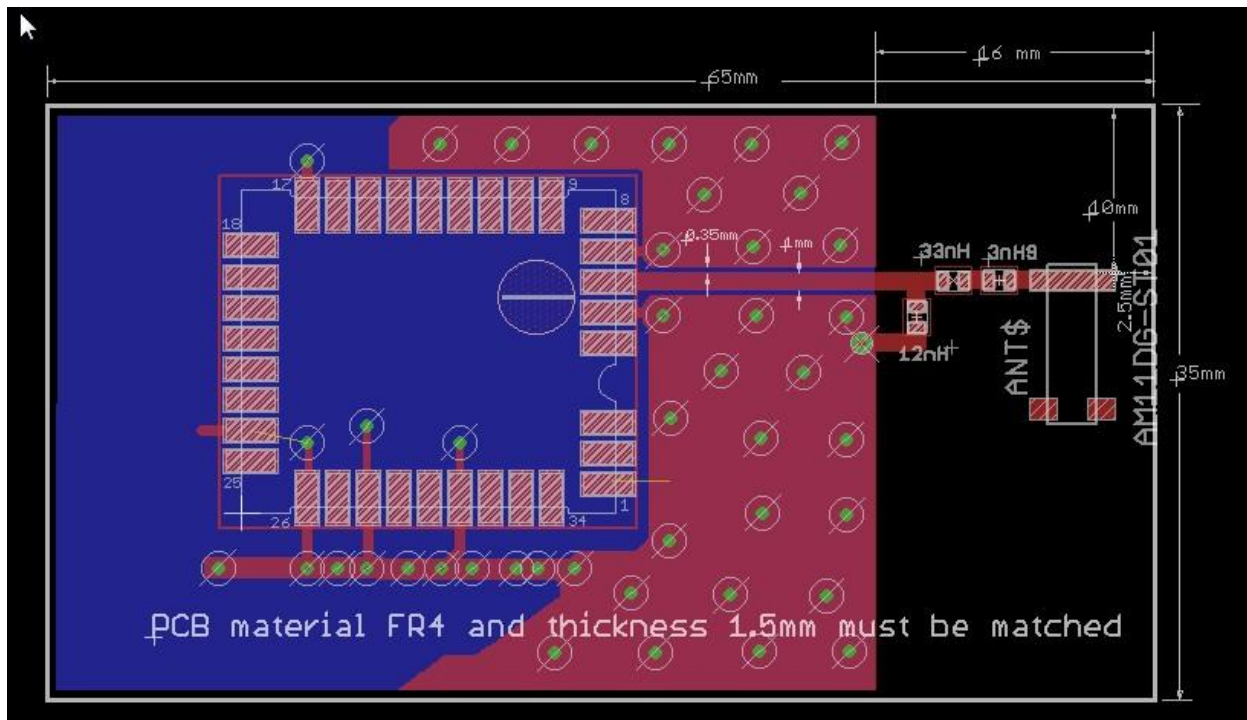 16 mm
65mm
17
9
8
18
10mm
0.35mm
1mm
33nH
3nH9
2.5mm
12nH
ANT$
AM11DG-ST01
35mm
25
1
26
34
PCB material FR4 and thickness 1.5mm must be matched